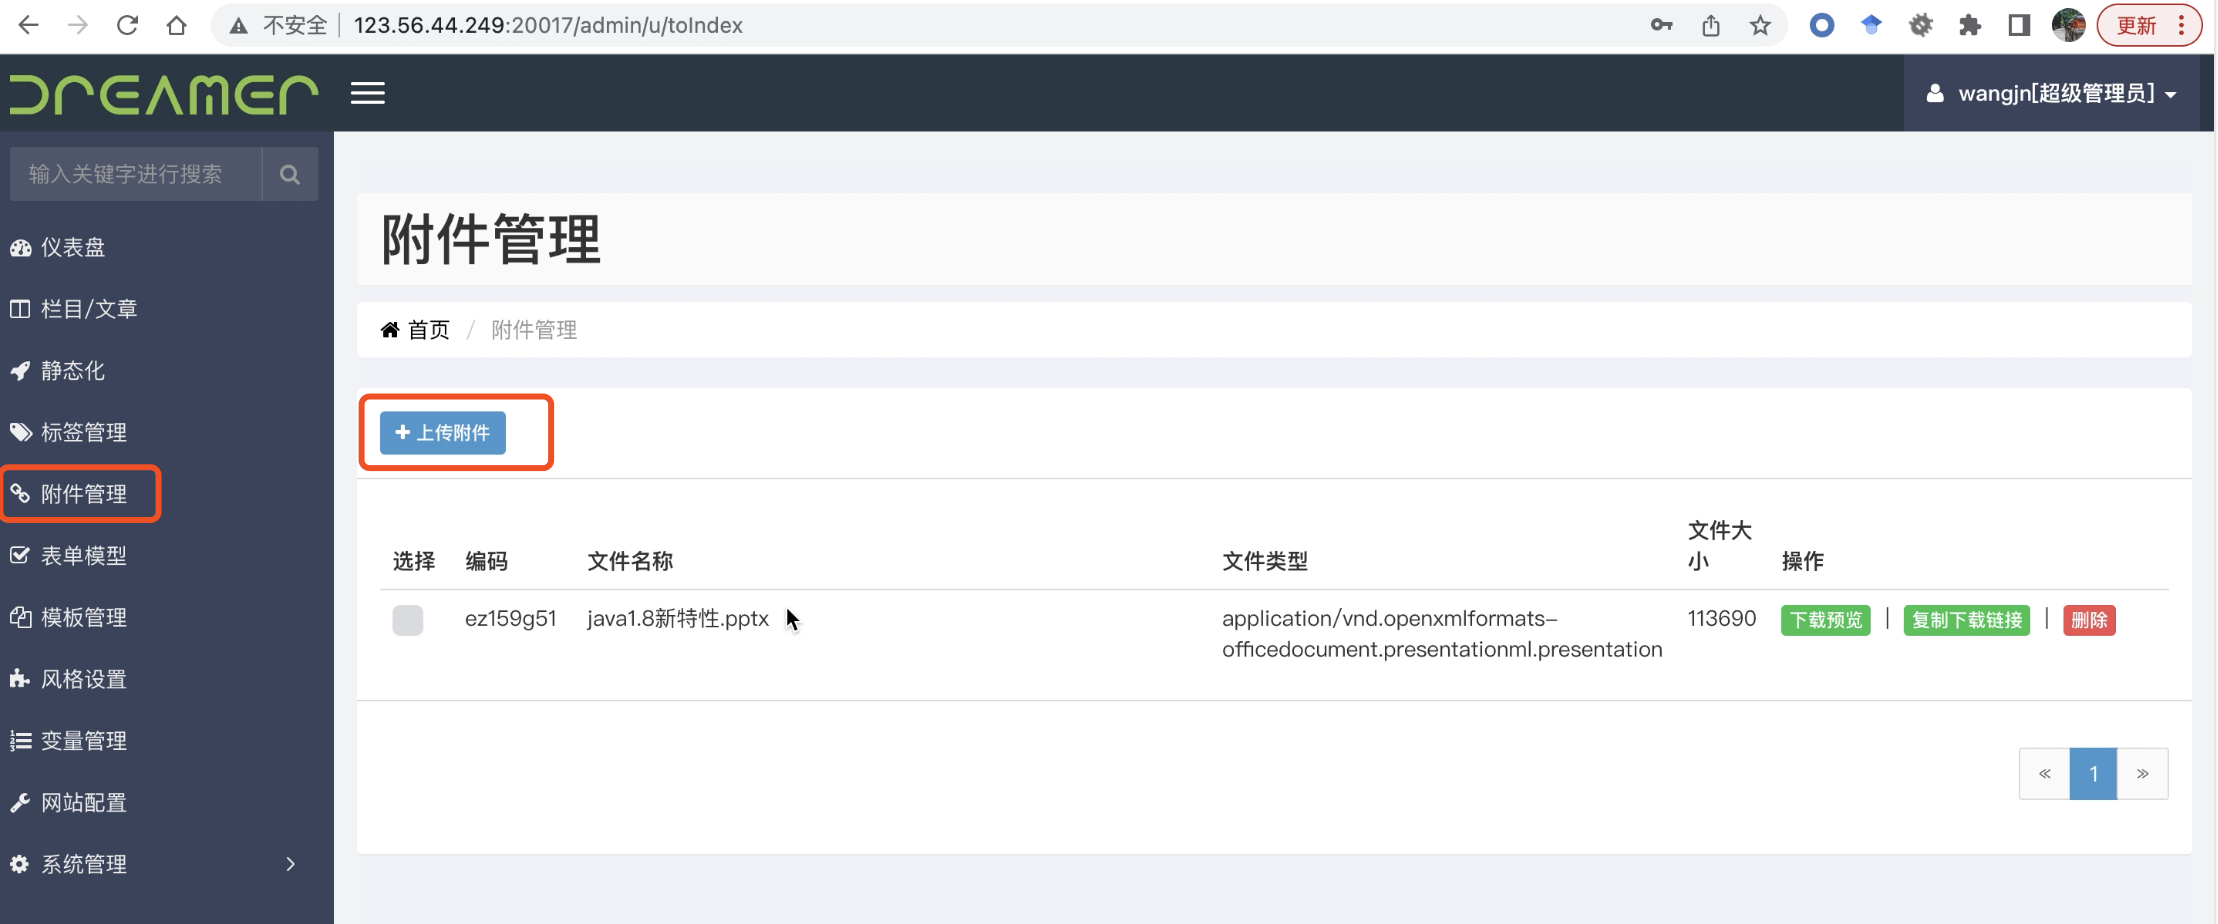 不安全 123.56.44.249:20017/admin/u/toIndex
更新
DREAMER
wangjn[超级管理员]
输入关键字进行搜索
仪表盘
栏目/文章
静态化
标签管理
附件管理
表单模型
模板管理
风格设置
变量管理
网站配置
系统管理
附件管理
首页 / 附件管理
+ 上传附件
选择 编码 文件名称 文件类型 文件大
小 操作
ez159g51 java1.8新特性.pptx application/vnd.openxmlformats-
officedocument.presentationml.presentation 113690 下载预览 | 复制下载链接 | 删除
« 1 »